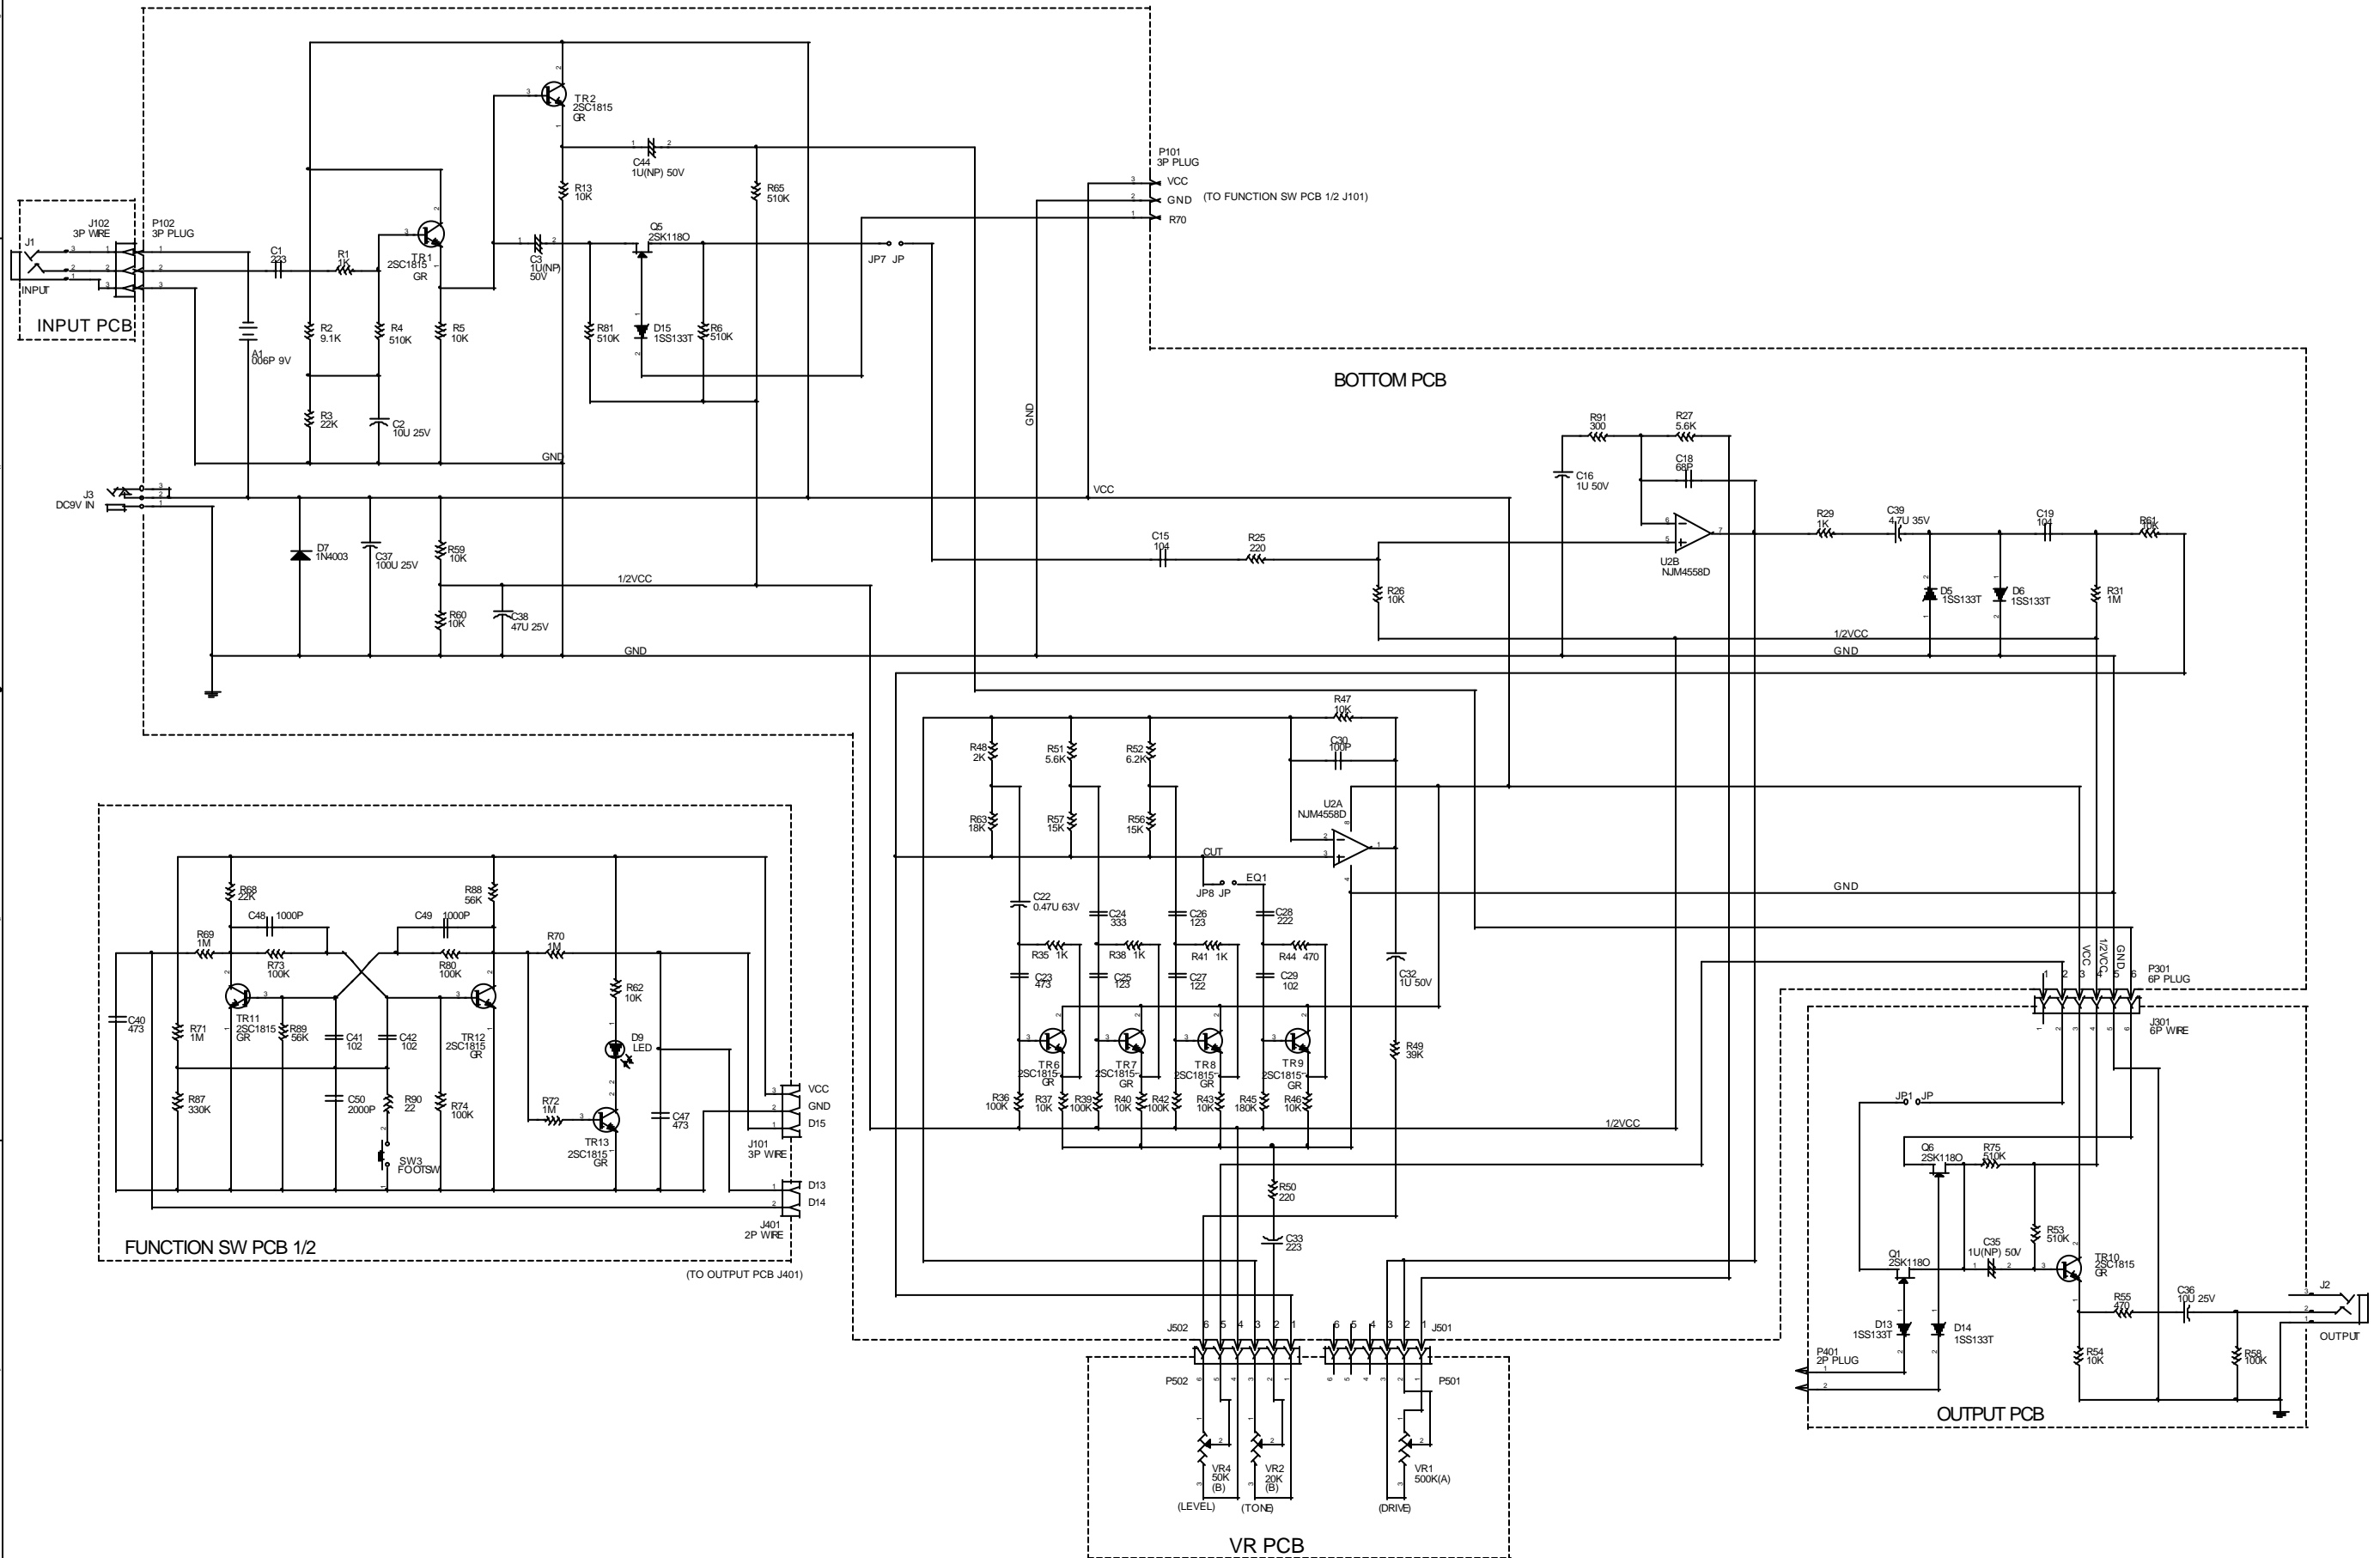 TR2
2SC1815
GR
C44
1U(NP) 50V
R13
10K
R65
510K
P101
3P PLUG
VCC
GND
(TO FUNCTION SW PCB 1/2 J101)
R70
J102
3P WIRE
P102
3P PLUG
J1
INPUT
INPUT PCB
C1
223
R1
1K
TR1
2SC1815
GR
C3
1U(NP)
50V
Q5
2SK118O
JP7 JP
R2
9.1K
R4
510K
R5
10K
R81
510K
D15
1SS133T
R6
510K
A1
006P 9V
R3
22K
C2
10U 25V
GND
GND
BOTTOM PCB
J3
DC9V IN
VCC
D7
1N4003
C37
100U 25V
R59
10K
R60
10K
1/2VCC
C38
47U 25V
GND
R91
300
R27
5.6K
C16
1U 50V
C18
68P
C15
104
R25
220
R26
10K
U2B
NJM4558D
R29
1K
C39
4.7U 35V
C19
104
R61
10K
D5
1SS133T
D6
1SS133T
R31
1M
1/2VCC
GND
R47
10K
C30
100P
R48
2K
R51
5.6K
R52
6.2K
R63
18K
R57
15K
R56
15K
U2A
NJM4558D
CUT
JP8 JP
EQ1
GND
C22
0.47U 63V
C24
333
C26
123
C28
222
R35 1K
R38 1K
R41 1K
R44 470
C23
473
C25
123
C27
122
C29
102
C32
1U 50V
TR6
2SC1815-
GR
TR7
2SC1815-
GR
TR8
2SC1815-
GR
TR9
2SC1815-
GR
R49
39K
R36
100K
R37
10K
R39
100K
R40
10K
R42
100K
R43
10K
R45
180K
R46
10K
1/2VCC
R50
220
C33
223
R68
22K
R88
56K
C48 1000P
C49 1000P
R69
1M
R73
100K
R80
100K
R70
1M
R62
10K
C40
473
TR11
2SC1815
GR
R71
1M
R89
56K
C41
102
C42
102
TR12
2SC1815
GR
D9
LED
R87
330K
C50
2000P
R90
22
R74
100K
R72
1M
TR13
2SC1815
GR
C47
473
SW3
FOOTSW
VCC
GND
D15
J101
3P WIRE
D13
D14
J401
2P WIRE
FUNCTION SW PCB 1/2
(TO OUTPUT PCB J401)
VCC
1/2VCC
GND
P301
6P PLUG
J301
6P WIRE
JP1 JP
Q6
2SK118O
R75
510K
R53
510K
Q1
2SK118O
C35
1U(NP) 50V
TR10
2SC1815
GR
R55
470
C36
10U 25V
J2
OUTPUT
D13
1SS133T
D14
1SS133T
R54
10K
R58
100K
P401
2P PLUG
OUTPUT PCB
J502
J501
P502
P501
VR4
50K
(B)
VR2
20K
(B)
VR1
500K(A)
(LEVEL)
(TONE)
(DRIVE)
VR PCB